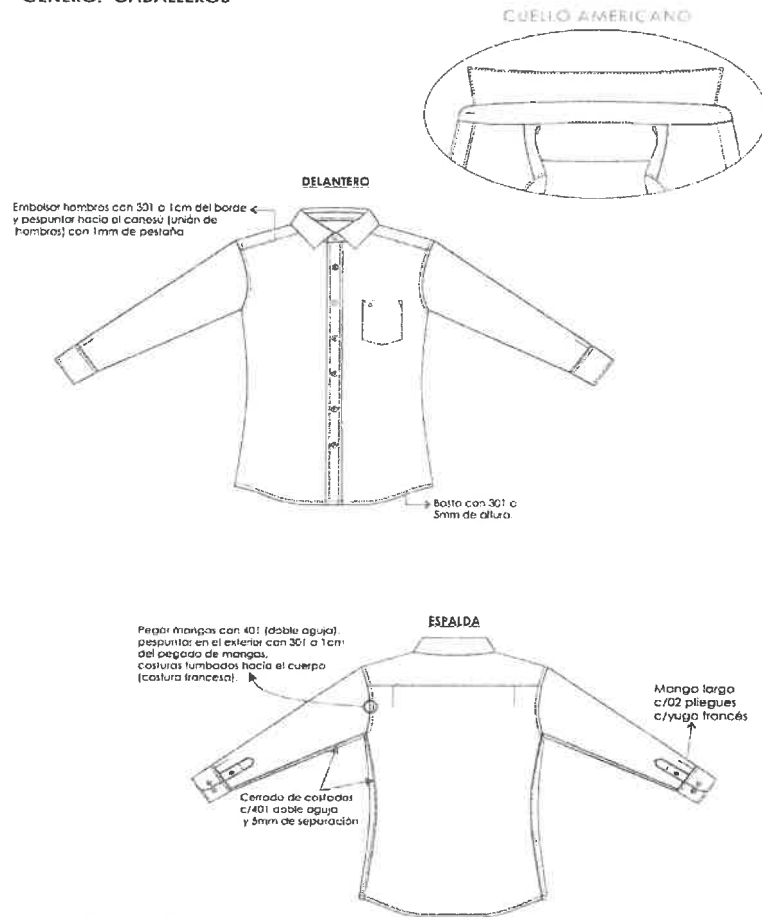 GÉNERO: CABALLEROS
CUELLO AMERICANO
DELANTERO
Embolsar hombros con 301 a 1cm del borde
y pespuntar hacia el canesú (unión de
hombros) con 1mm de pestaña
Basta con 301 a
5mm de altura.
ESPALDA
Pegar mangas con 401 (doble aguja),
pespuntar en el exterior con 301 a 1cm
del pegado de mangas,
costuras tumbados hacia el cuerpo
(costura francesa).
Manga larga
c/02 pliegues
c/yugo francés
Cerrado de costados
c/401 doble aguja
y 5mm de separación